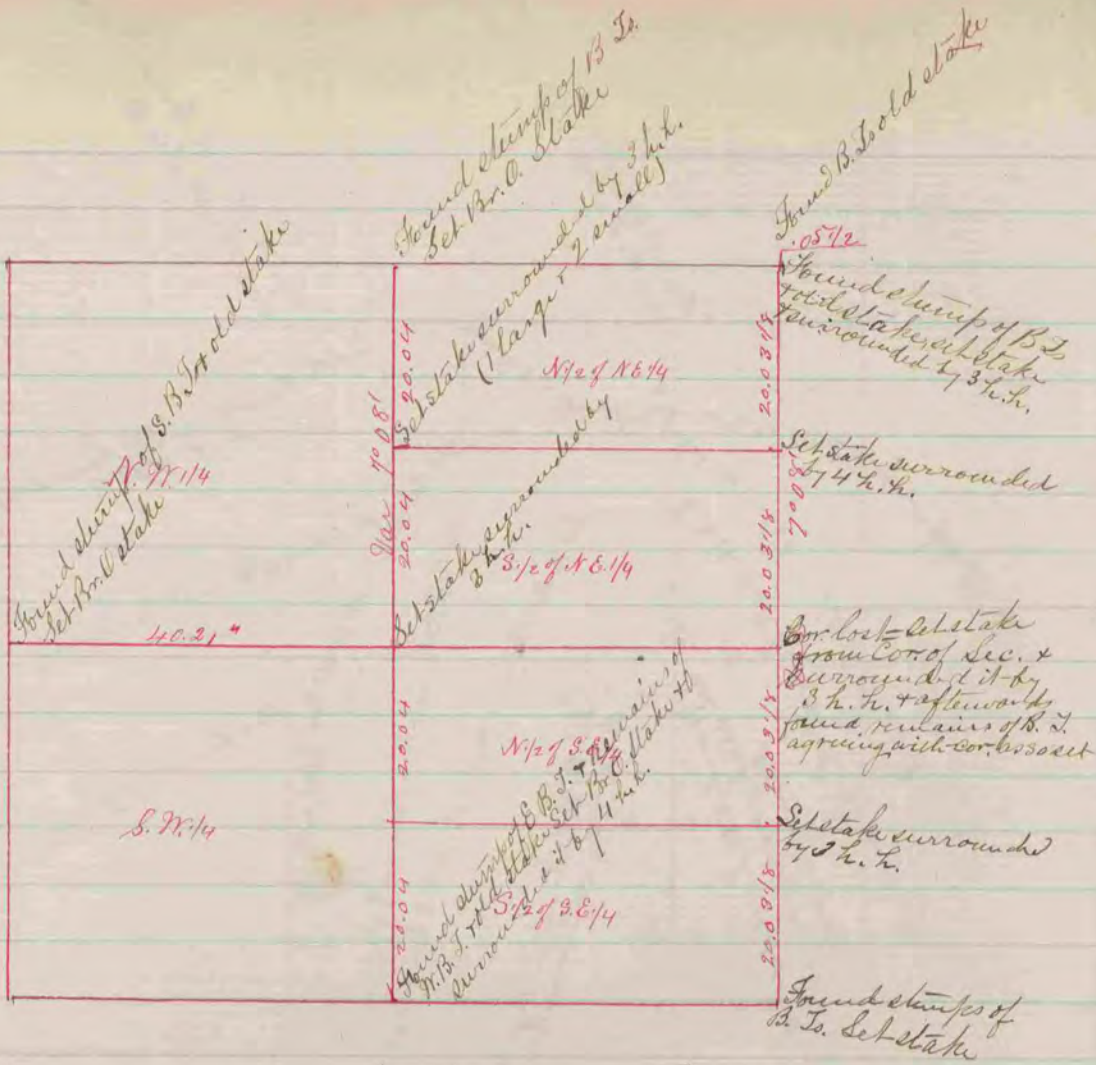 Found stump of B Ts.
Set Br. O. Stake
Found B. Ts old stake
.05 1/2
Found stump of S. B. T + old stake
Set Br. O stake
N. W 1/4
Set stake surrounded by 3 h. h.
(1 large + 2 small)
20.04
N 1/2 of N E 1/4
20.03 1/8
Found stump of B Ts
+ old stake, set stake
+ surrounded by 3 h. h.
Var 7° 08'
Set stake surrounded
by 4 h. h.
7° 08'
Set stake surrounded by
3 h. h.
20.04
S. 1/2 of N E. 1/4
20.03 1/8
40.21
Cor. lost = set stake
from Cor. of Sec. +
surrounded it by
3 h. h. + afterwards
found remains of B. T.
agreeing with cor. as so set
20.04
N 1/2 of S. E 1/4
20.03 1/8
S. W. 1/4
Found stump of E B. T. + Remains of
W. B. T. + old stake Set Br. O. Stake +
surrounded it by 4 h. h.
Set stake surrounded
by 3 h. h.
20.04
S 1/2 of S. E 1/4
20.03 1/8
Found stumps of
B. Ts. Set stake